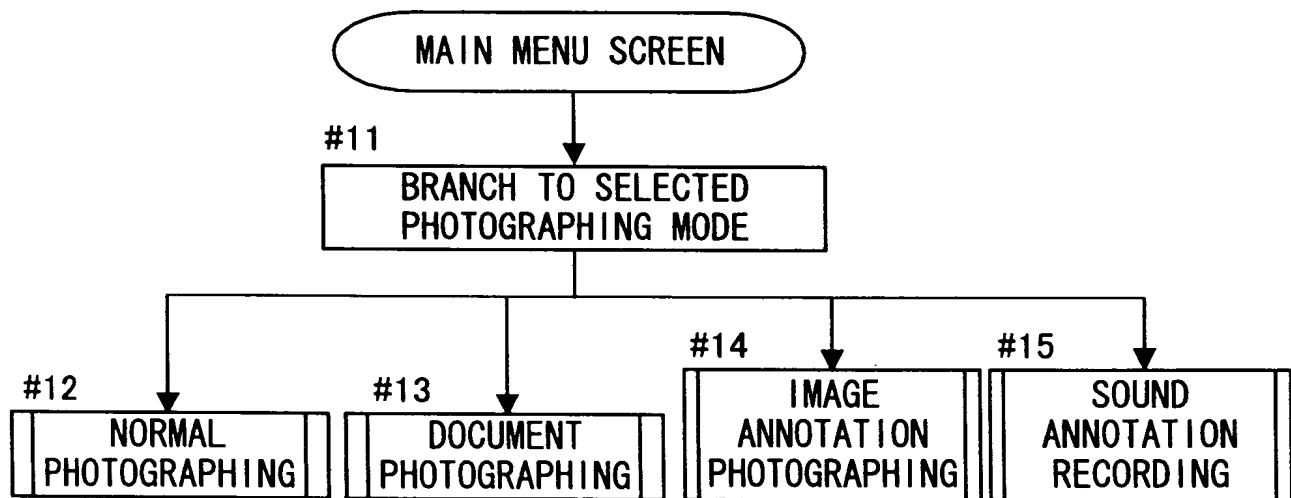 MAIN MENU SCREEN
#11
BRANCH TO SELECTED
PHOTOGRAPHING MODE
#12
NORMAL
PHOTOGRAPHING
#13
DOCUMENT
PHOTOGRAPHING
#14
IMAGE
ANNOTATION
PHOTOGRAPHING
#15
SOUND
ANNOTATION
RECORDING